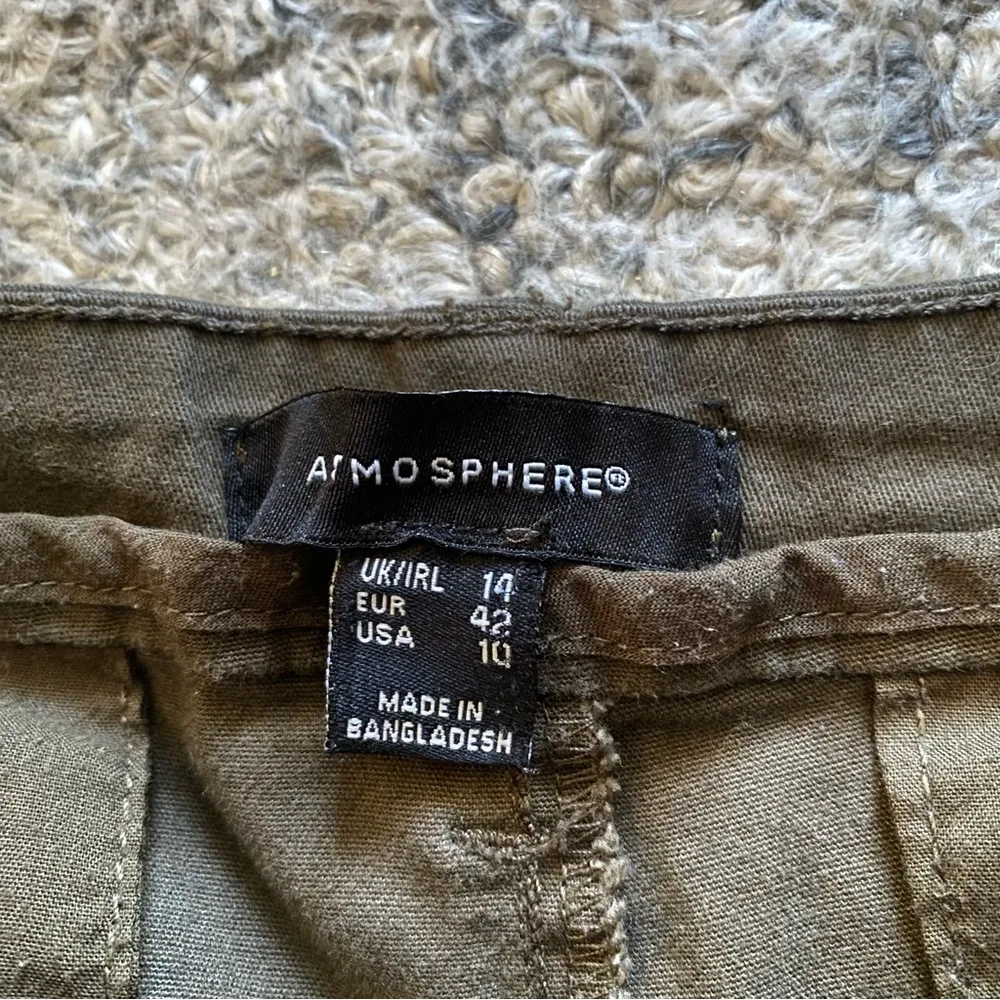 ATMOSPHERE®
UK/IRL 14
EUR 42
USA 10
MADE IN
BANGLADESH